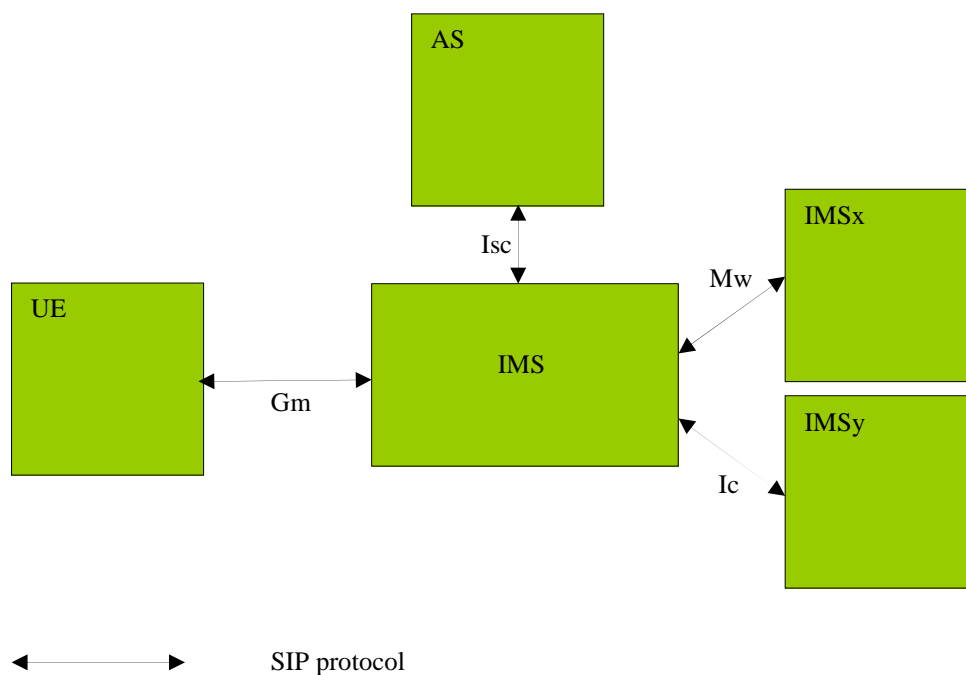 AS
Isc
IMSx
Mw
UE
IMS
Gm
IMSy
Ic
SIP protocol